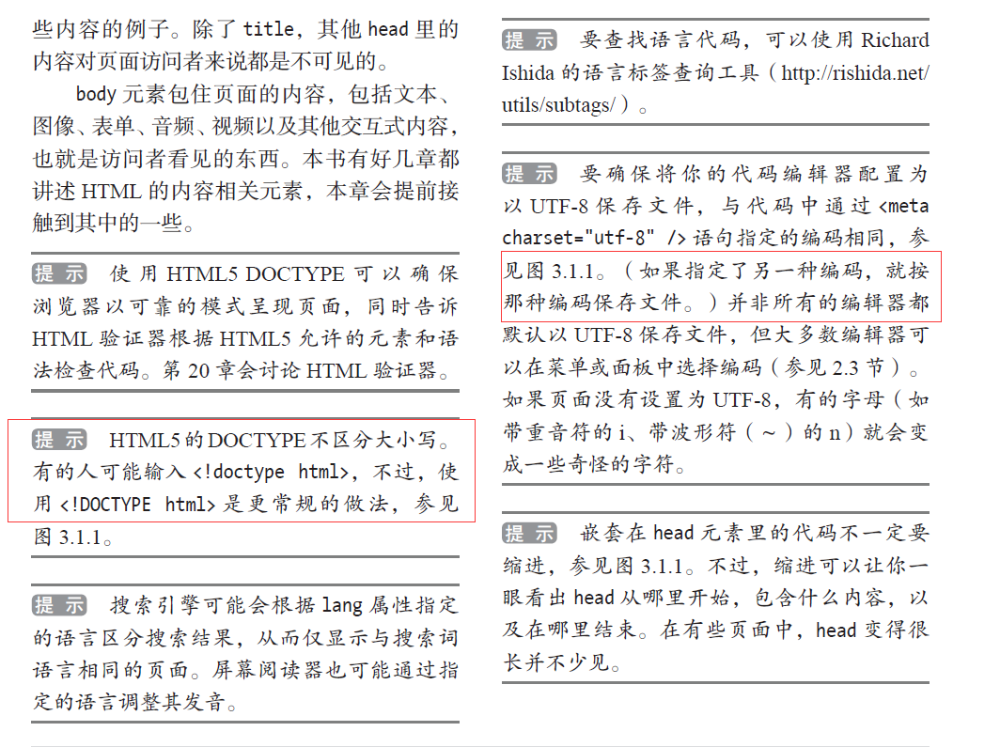 些内容的例子。除了 title，其他 head 里的
内容对页面访问者来说都是不可见的。
body 元素包住页面的内容，包括文本、
图像、表单、音频、视频以及其他交互式内容，
也就是访问者看见的东西。本书有好几章都
讲述 HTML 的内容相关元素，本章会提前接
触到其中的一些。
提 示 使用 HTML5 DOCTYPE 可以确保
浏览器以可靠的模式呈现页面，同时告诉
HTML 验证器根据 HTML5 允许的元素和语
法检查代码。第 20 章会讨论 HTML 验证器。
提 示 HTML5 的 DOCTYPE 不区分大小写。
有的人可能输入 <!doctype html>，不过，使
用 <!DOCTYPE html> 是更常规的做法，参见
图 3.1.1。
提 示 搜索引擎可能会根据 lang 属性指定
的语言区分搜索结果，从而仅显示与搜索词
语言相同的页面。屏幕阅读器也可能通过指
定的语言调整其发音。
提 示 要查找语言代码，可以使用 Richard
Ishida 的语言标签查询工具（http://rishida.net/
utils/subtags/）。
提 示 要确保将你的代码编辑器配置为
以 UTF-8 保存文件，与代码中通过 <meta
charset="utf-8" /> 语句指定的编码相同，参
见图 3.1.1。（如果指定了另一种编码，就按
那种编码保存文件。）并非所有的编辑器都
默认以 UTF-8 保存文件，但大多数编辑器可
以在菜单或面板中选择编码（参见 2.3 节）。
如果页面没有设置为 UTF-8，有的字母（如
带重音符的 i、带波形符（~）的 n）就会变
成一些奇怪的字符。
提 示 嵌套在 head 元素里的代码不一定要
缩进，参见图 3.1.1。不过，缩进可以让你一
眼看出 head 从哪里开始，包含什么内容，以
及在哪里结束。在有些页面中，head 变得很
长并不少见。